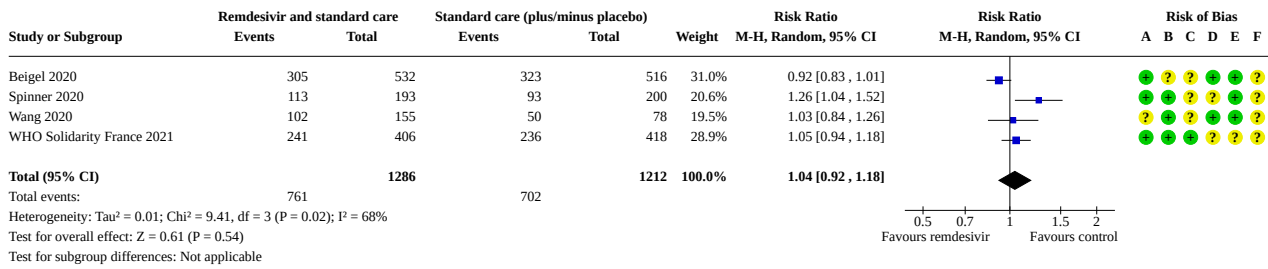 Remdesivir and standard care Standard care (plus/minus placebo) Risk Ratio Risk Ratio Risk of Bias
Study or Subgroup Events Total Events Total Weight M-H, Random, 95% CI M-H, Random, 95% CI A B C D E F
Beigel 2020 305 532 323 516 31.0% 0.92 [0.83 , 1.01] + ? ? + + ?
Spinner 2020 113 193 93 200 20.6% 1.26 [1.04 , 1.52] + + ? ? + ?
Wang 2020 102 155 50 78 19.5% 1.03 [0.84 , 1.26] ? + ? + + ?
WHO Solidarity France 2021 241 406 236 418 28.9% 1.05 [0.94 , 1.18] + + + ? ? ?
Total (95% CI) 1286 1212 100.0% 1.04 [0.92 , 1.18]
Total events: 761 702
Heterogeneity: Tau² = 0.01; Chi² = 9.41, df = 3 (P = 0.02); I² = 68%
0.5 0.7 1 1.5 2
Test for overall effect: Z = 0.61 (P = 0.54) Favours remdesivir Favours control
Test for subgroup differences: Not applicable